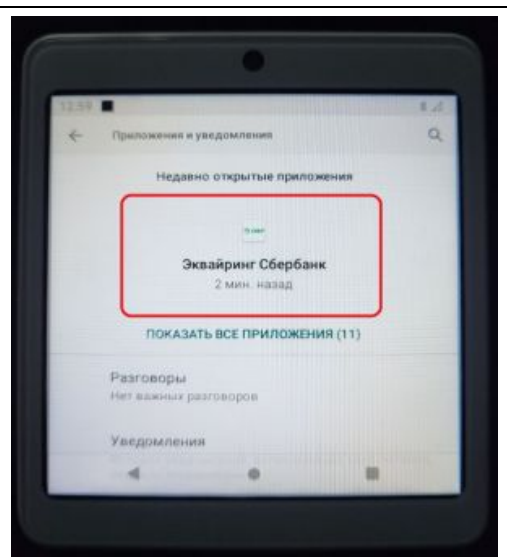 12:59
Приложения и уведомления
Недавно открытые приложения
Эквайринг Сбербанк
2 мин. назад
ПОКАЗАТЬ ВСЕ ПРИЛОЖЕНИЯ (11)
Разговоры
Нет важных разговоров
Уведомления